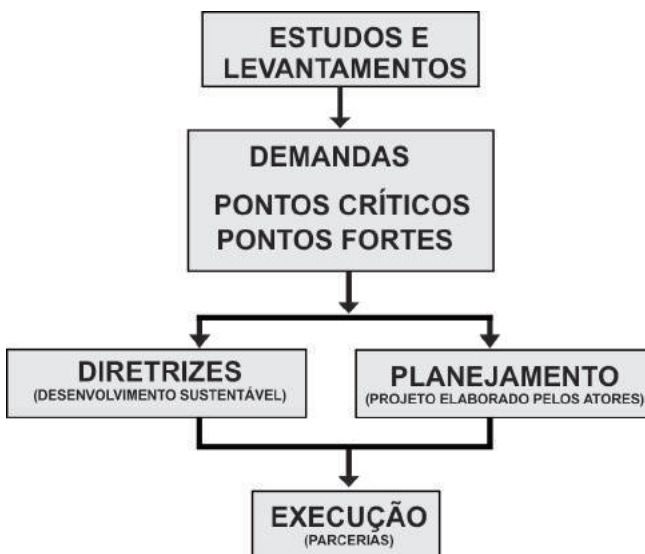 ESTUDOS E
LEVANTAMENTOS
DEMANDAS
PONTOS CRÍTICOS
PONTOS FORTES
DIRETRIZES
(DESENVOLVIMENTO SUSTENTÁVEL)
PLANEJAMENTO
(PROJETO ELABORADO PELOS ATORES)
EXECUÇÃO
(PARCERIAS)